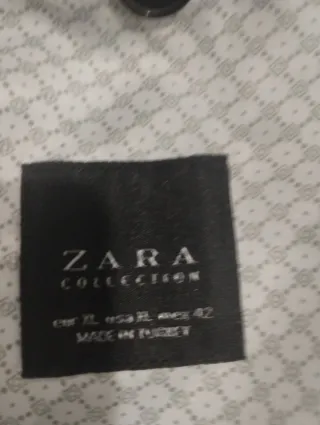 ZARA
COLLECTION
eur XL usa XL mex 42
MADE IN TURKEY